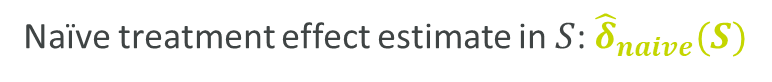 Naïve treatment effect estimate in S: δ̂ₙₐᵢᵥₑ(S)